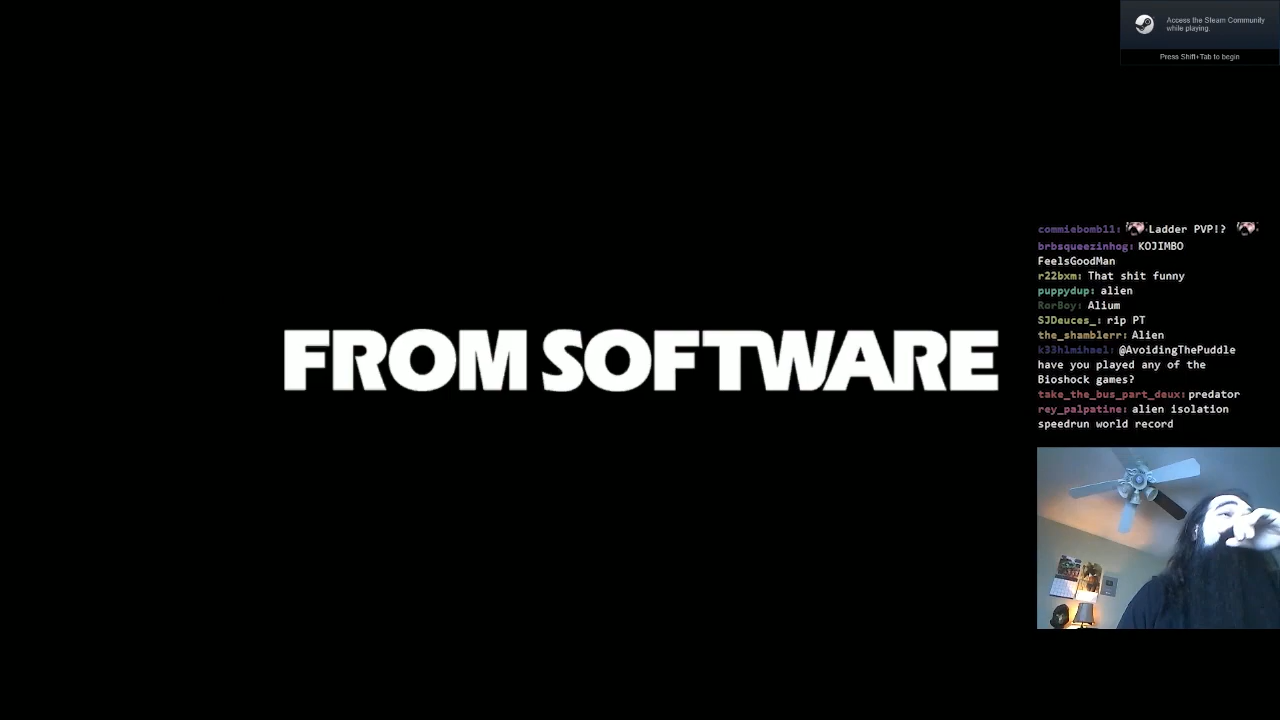 Access the Steam Community
while playing.
Press Shift+Tab to begin
FROM SOFTWARE
commiebomb11: Ladder PVP!?
brbsqueezinhog: KOJIMBO
FeelsGoodMan
r22bxm: That shit funny
puppydup: alien
RorBoy: Alium
SJDeuces_: rip PT
the_shamblerr: Alien
k33hlmihael: @AvoidingThePuddle
have you played any of the
Bioshock games?
take_the_bus_part_deux: predator
rey_palpatine: alien isolation
speedrun world record